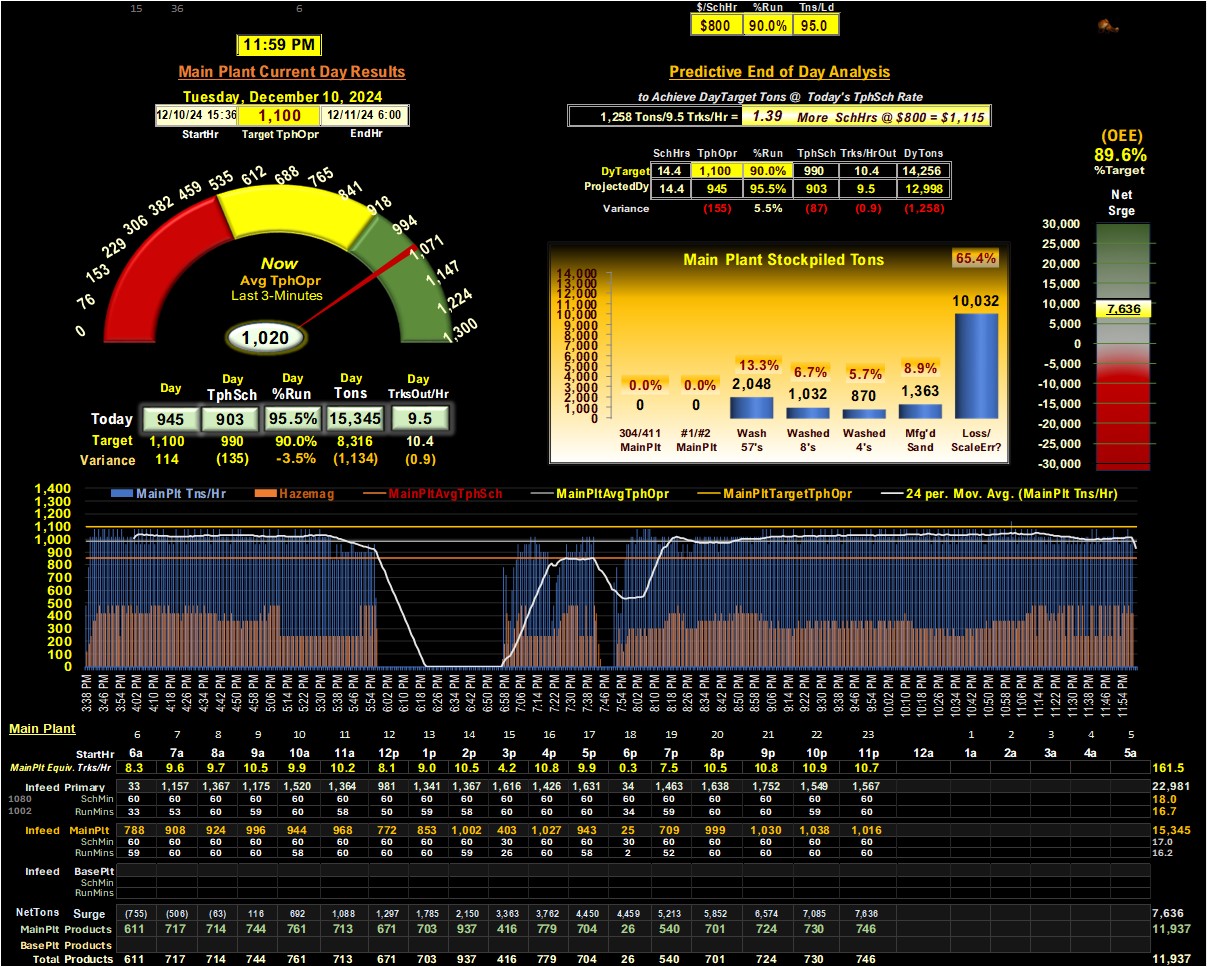 15 36 6
$/SchHr %Run Tns/Ld
$800 90.0% 95.0
11:59 PM
Main Plant Current Day Results
Tuesday, December 10, 2024
12/10/24 15:36 1,100 12/11/24 6:00
StartHr Target TphOpr EndHr
Predictive End of Day Analysis
to Achieve DayTarget Tons @ Today's TphSch Rate
1,258 Tons/9.5 Trks/Hr = 1.39 More SchHrs @ $800 = $1,115
SchHrs TphOpr %Run TphSch Trks/HrOut DyTons
DyTarget 14.4 1,100 90.0% 990 10.4 14,256
ProjectedDy 14.4 945 95.5% 903 9.5 12,998
Variance (155) 5.5% (87) (0.9) (1,258)
(OEE)
89.6%
%Target
Net
Srge
30,000
25,000
20,000
15,000
10,000
7,636
5,000
0
-5,000
-10,000
-15,000
-20,000
-25,000
-30,000
0 76 153 229 306 382 459 535 612 688 765 841 918 994 1,071 1,147 1,224 1,300
Now
Avg TphOpr
Last 3-Minutes
1,020
Day Day TphSch Day %Run Day Tons Day TrksOut/Hr
Today 945 903 95.5% 15,345 9.5
Target 1,100 990 90.0% 8,316 10.4
Variance 114 (135) -3.5% (1,134) (0.9)
Main Plant Stockpiled Tons
65.4%
14,000
13,000
12,000
11,000
10,000
9,000
8,000
7,000
6,000
5,000
4,000
3,000
2,000
1,000
0
0.0% 0.0% 13.3% 6.7% 5.7% 8.9%
0 0 2,048 1,032 870 1,363 10,032
304/411 #1/#2 Wash Washed Washed Mfg'd Loss/
MainPlt MainPlt 57's 8's 4's Sand ScaleErr?
MainPlt Tns/Hr Hazemag MainPltAvgTphSch MainPltAvgTphOpr MainPltTargetTphOpr 24 per. Mov. Avg. (MainPlt Tns/Hr)
1,400
1,300
1,200
1,100
1,000
900
800
700
600
500
400
300
200
100
0
3:38 PM 3:46 PM 3:54 PM 4:02 PM 4:10 PM 4:18 PM 4:26 PM 4:34 PM 4:42 PM 4:50 PM 4:58 PM 5:06 PM 5:14 PM 5:22 PM 5:30 PM 5:38 PM 5:46 PM 5:54 PM 6:02 PM 6:10 PM 6:18 PM 6:26 PM 6:34 PM 6:42 PM 6:50 PM 6:58 PM 7:06 PM 7:14 PM 7:22 PM 7:30 PM 7:38 PM 7:46 PM 7:54 PM 8:02 PM 8:10 PM 8:18 PM 8:26 PM 8:34 PM 8:42 PM 8:50 PM 8:58 PM 9:06 PM 9:14 PM 9:22 PM 9:30 PM 9:38 PM 9:46 PM 9:54 PM 10:02 PM 10:10 PM 10:18 PM 10:26 PM 10:34 PM 10:42 PM 10:50 PM 10:58 PM 11:06 PM 11:14 PM 11:22 PM 11:30 PM 11:38 PM 11:46 PM 11:54 PM
Main Plant 6 7 8 9 10 11 12 13 14 15 16 17 18 19 20 21 22 23 1 2 3 4 5
StartHr 6a 7a 8a 9a 10a 11a 12p 1p 2p 3p 4p 5p 6p 7p 8p 9p 10p 11p 12a 1a 2a 3a 4a 5a
MainPlt Equiv. Trks/Hr 8.3 9.6 9.7 10.5 9.9 10.2 8.1 9.0 10.5 4.2 10.8 9.9 0.3 7.5 10.5 10.8 10.9 10.7 161.5
Infeed Primary 33 1,157 1,367 1,175 1,520 1,364 981 1,341 1,367 1,616 1,426 1,631 34 1,463 1,638 1,752 1,549 1,567 22,981
1080 SchMin 60 60 60 60 60 60 60 60 60 60 60 60 60 60 60 60 60 60 18.0
1002 RunMins 33 53 60 59 60 58 50 59 58 60 60 60 34 59 60 60 59 60 16.7
Infeed MainPlt 788 908 924 996 944 968 772 853 1,002 403 1,027 943 25 709 999 1,030 1,038 1,016 15,345
SchMin 60 60 60 60 60 60 60 60 60 30 60 60 30 60 60 60 60 60 17.0
RunMins 59 60 60 60 58 60 60 60 59 26 60 58 2 52 60 60 60 60 16.2
Infeed BasePlt
SchMin
RunMins
NetTons Surge (755) (506) (63) 116 692 1,088 1,297 1,785 2,150 3,363 3,762 4,450 4,459 5,213 5,852 6,574 7,085 7,636 7,636
MainPlt Products 611 717 714 744 761 713 671 703 937 416 779 704 26 540 701 724 730 746 11,937
BasePlt Products
Total Products 611 717 714 744 761 713 671 703 937 416 779 704 26 540 701 724 730 746 11,937